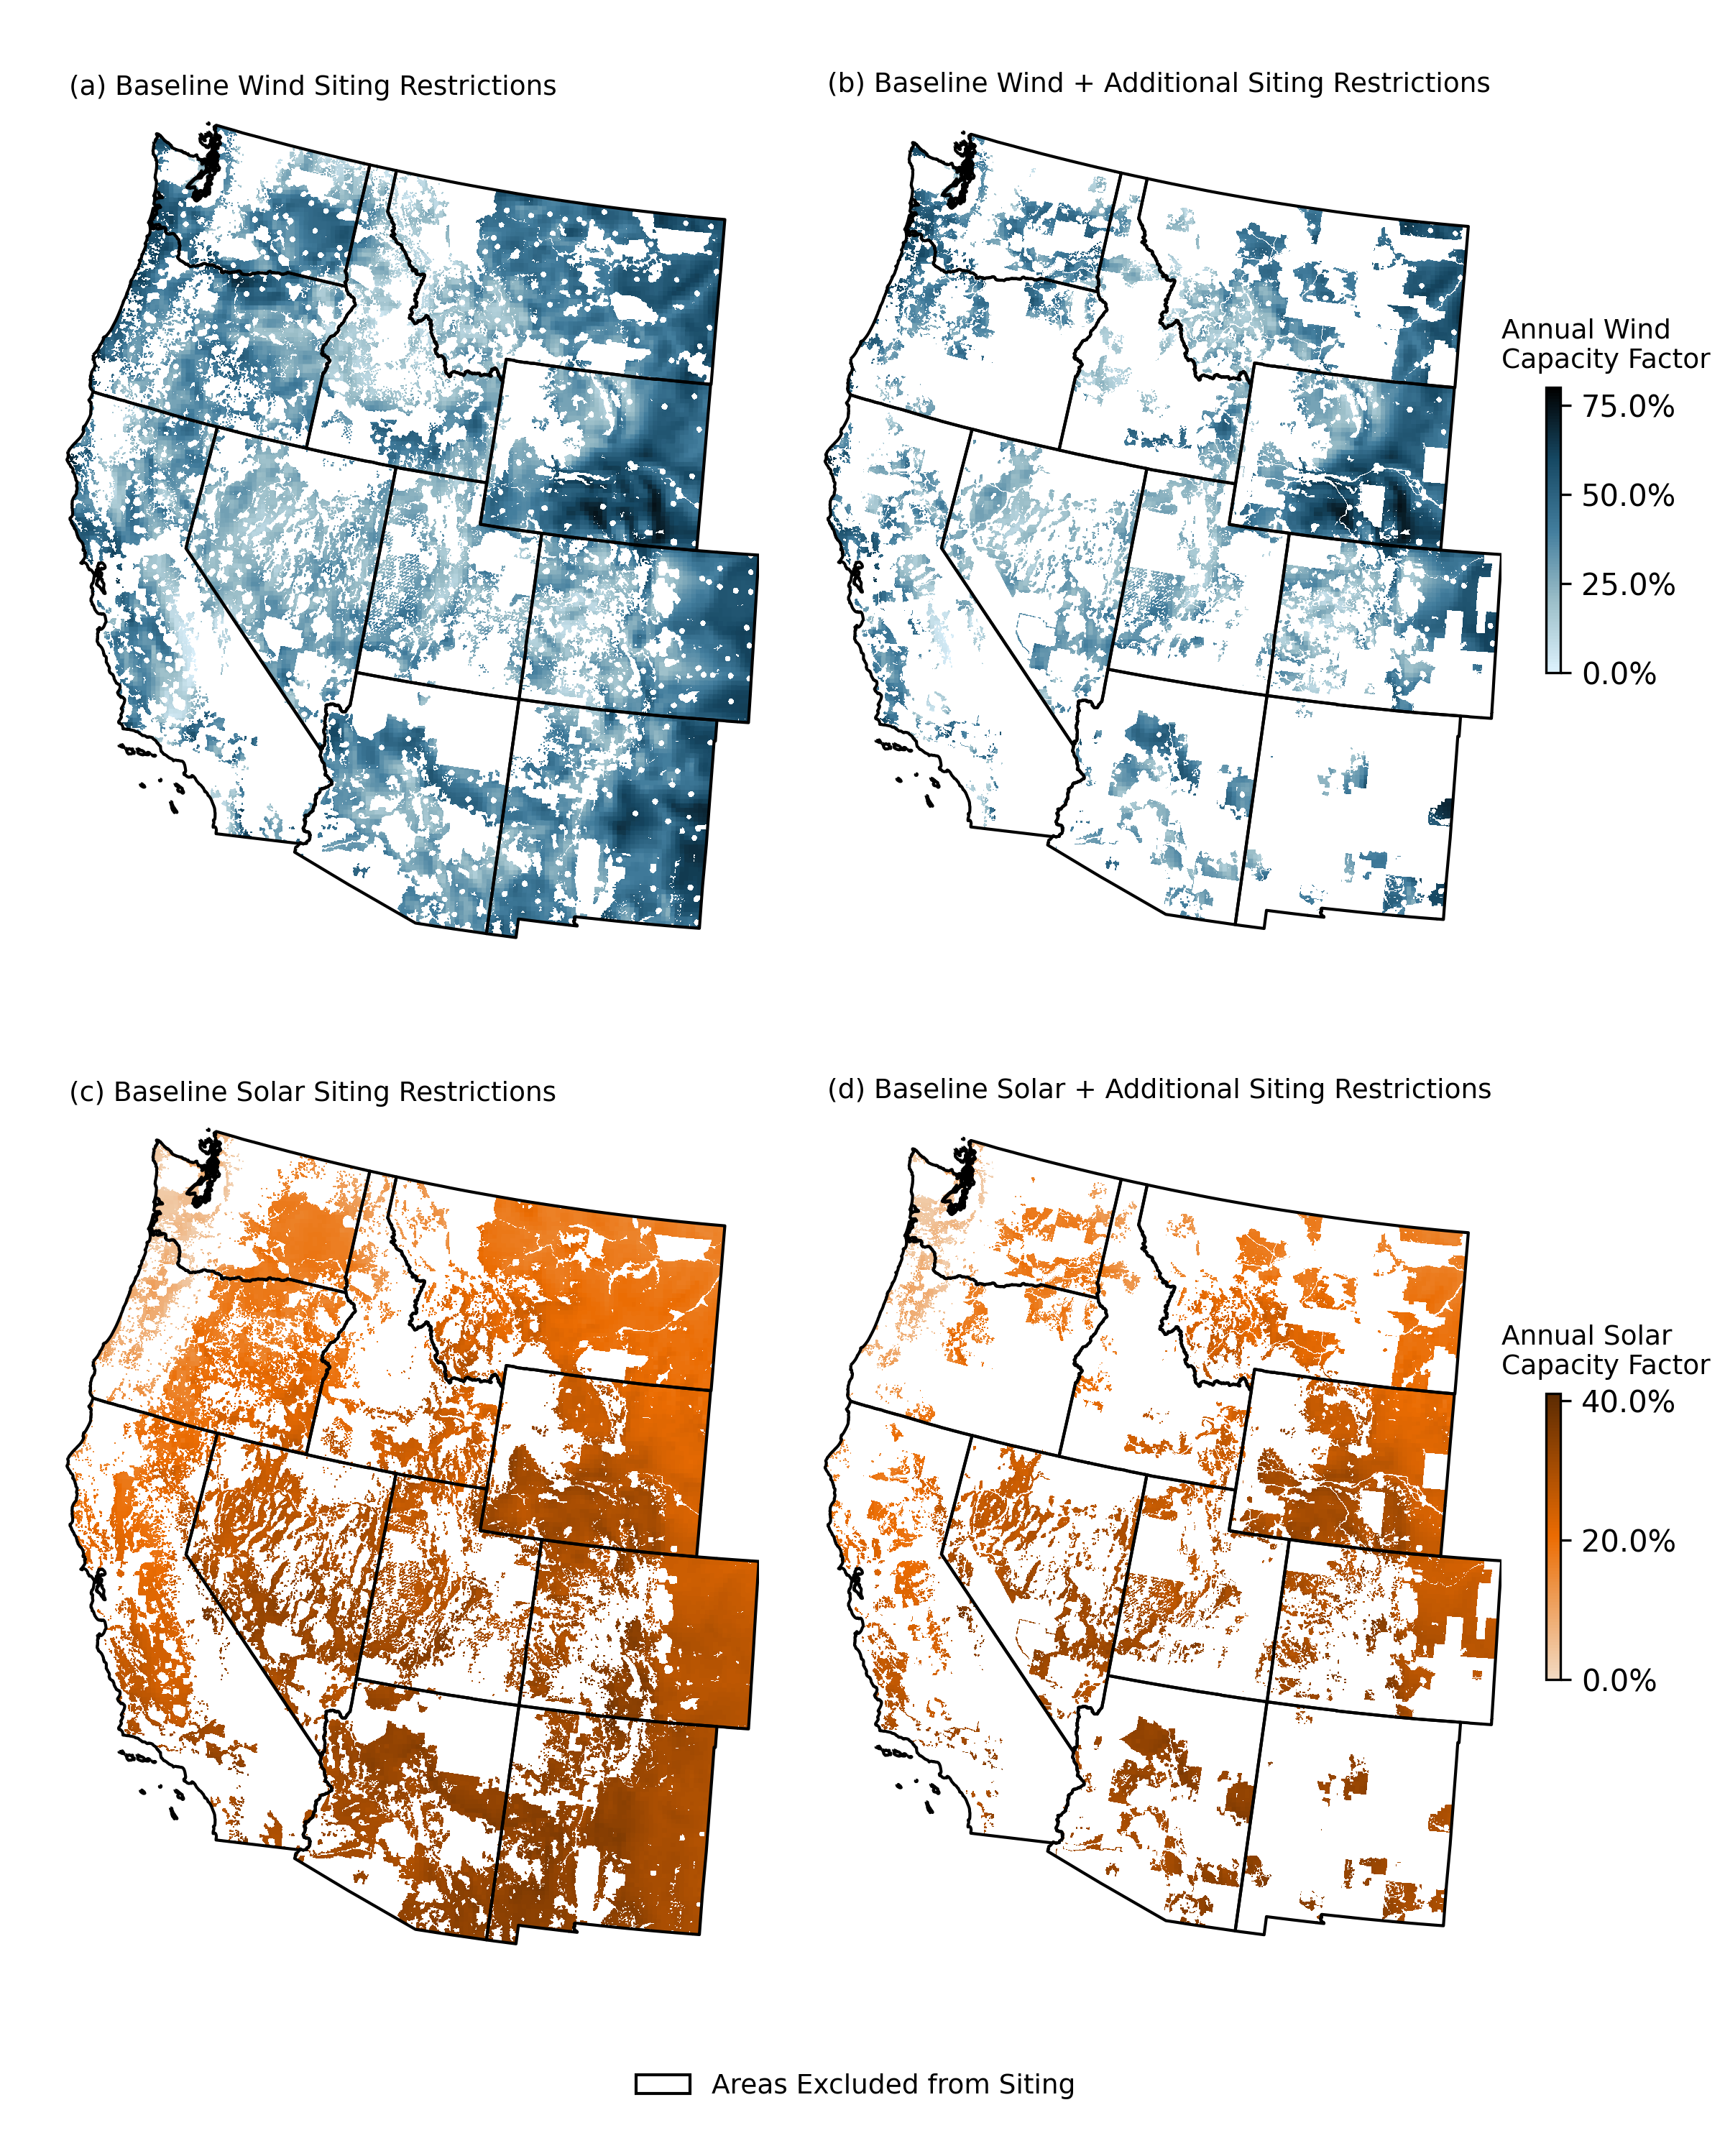 (a) Baseline Wind Siting Restrictions
(b) Baseline Wind + Additional Siting Restrictions
Annual Wind
Capacity Factor
75.0%
50.0%
25.0%
0.0%
(c) Baseline Solar Siting Restrictions
(d) Baseline Solar + Additional Siting Restrictions
Annual Solar
Capacity Factor
40.0%
20.0%
0.0%
Areas Excluded from Siting